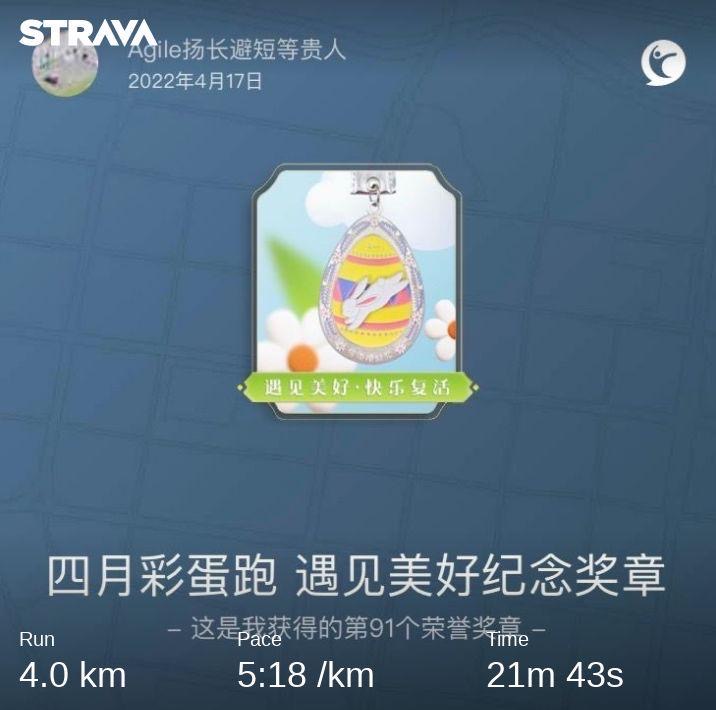 STRAVA
Agile扬长避短等贵人
2022年4月17日
遇见美好·快乐复活
四月彩蛋跑 遇见美好纪念奖章
– 这是我获得的第91个荣誉奖章 –
Run
Pace
Time
4.0 km
5:18 /km
21m 43s